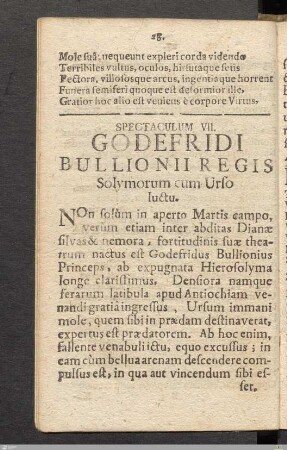 28.
Mole suâ: nequeunt expleri corda videndo
Terribiles vultus, oculos, hirsutaque setis
Pectora, villososque artus, ingentiaque horrent
Funera semiferi quoque est deformior ille,
Gratior hoc alio est veniens è corpore Virtus.
SPECTACULUM VII.
GODEFRIDI
BULLIONII REGIS
Solymorum cum Urso
luctu.
NOn solùm in aperto Martis campo,
verùm etiam inter abditas Dianæ
silvas & nemora, fortitudinis suæ thea-
trum nactus est Godefridus Bullionius
Princeps, ab expugnata Hierosolyma
longe clarissimus. Densiora namque
ferarum latibula apud Antiochiam ve-
nandi gratiâ ingressus, Ursum immani
mole, quem sibi in prædam destinaverat,
expertus est prædatorem. Ab hoc enim,
fallente venabuli ictu, equo excussus; in
eam cùm bellua arenam descendere com-
pulsus est, in qua aut vincendum sibi es-
set,